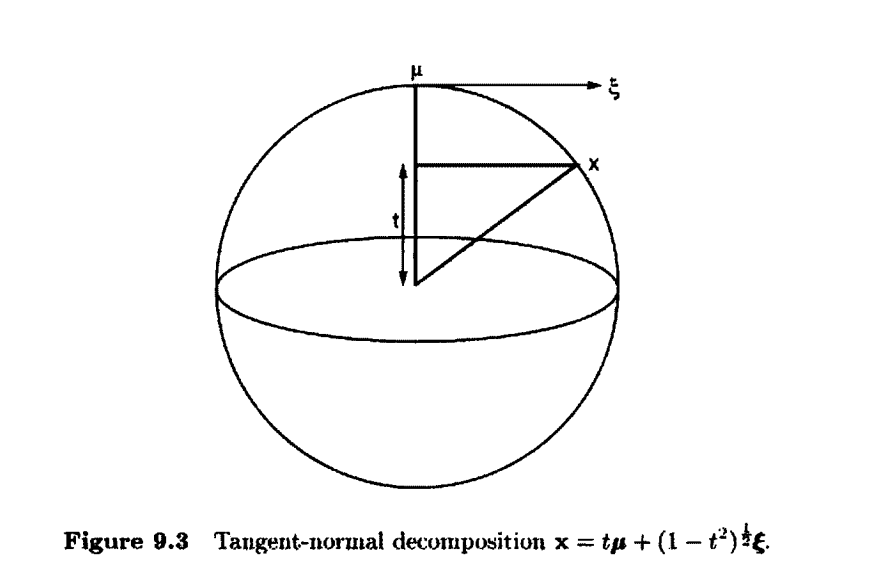 μ
ξ
x
t
Figure 9.3 Tangent-normal decomposition x = tμ + (1 − t²)^½ξ.